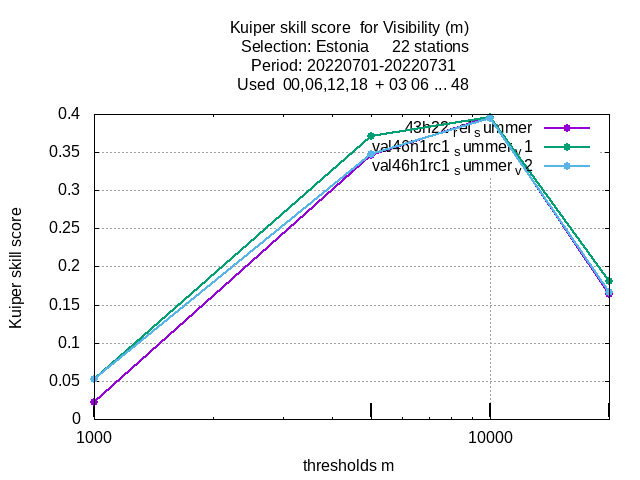 Kuiper skill score  for Visibility (m)
Selection: Estonia     22 stations
Period: 20220701-20220731
Used  00,06,12,18  + 03 06 ... 48
0.4
0.35
0.3
0.25
0.2
0.15
0.1
0.05
0
Kuiper skill score
43h22_ref_summer
val46h1rc1_summer_v1
val46h1rc1_summer_v2
1000
10000
thresholds m